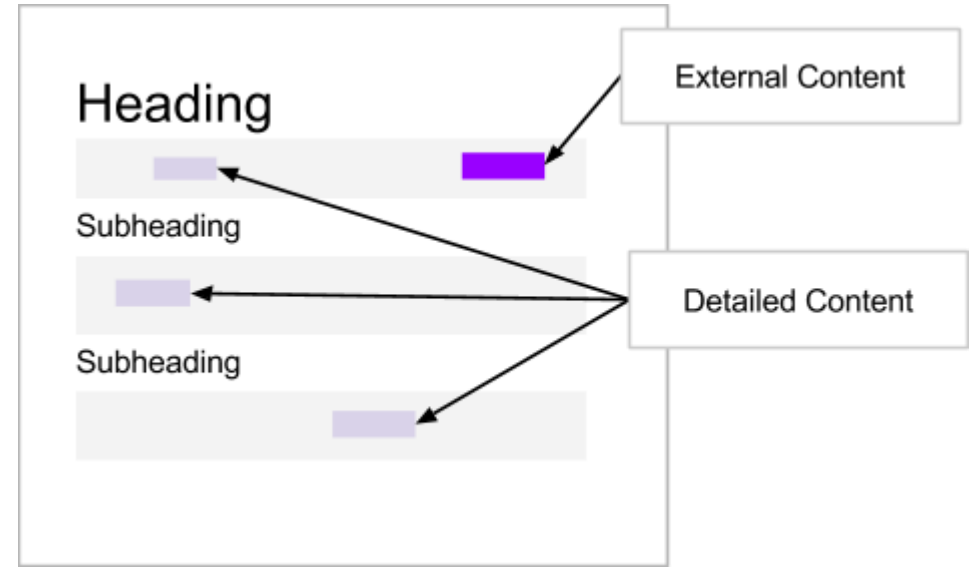 External Content
Heading
Subheading
Detailed Content
Subheading